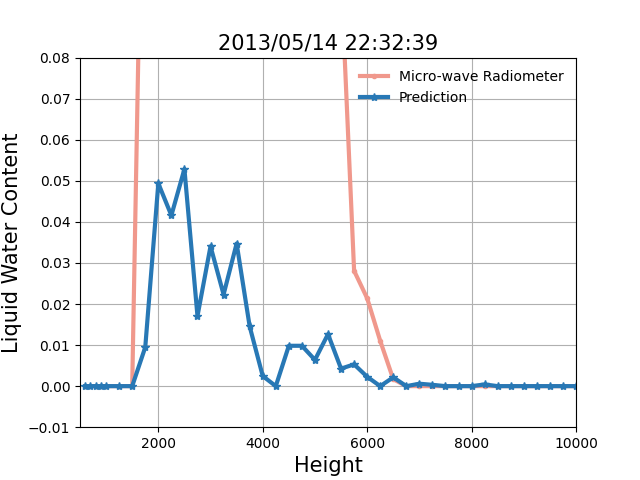 2013/05/14 22:32:39
0.08
0.07
0.06
0.05
0.04
0.03
0.02
0.01
0.00
−0.01
Liquid Water Content
Micro-wave Radiometer
Prediction
2000 4000 6000 8000 10000
Height